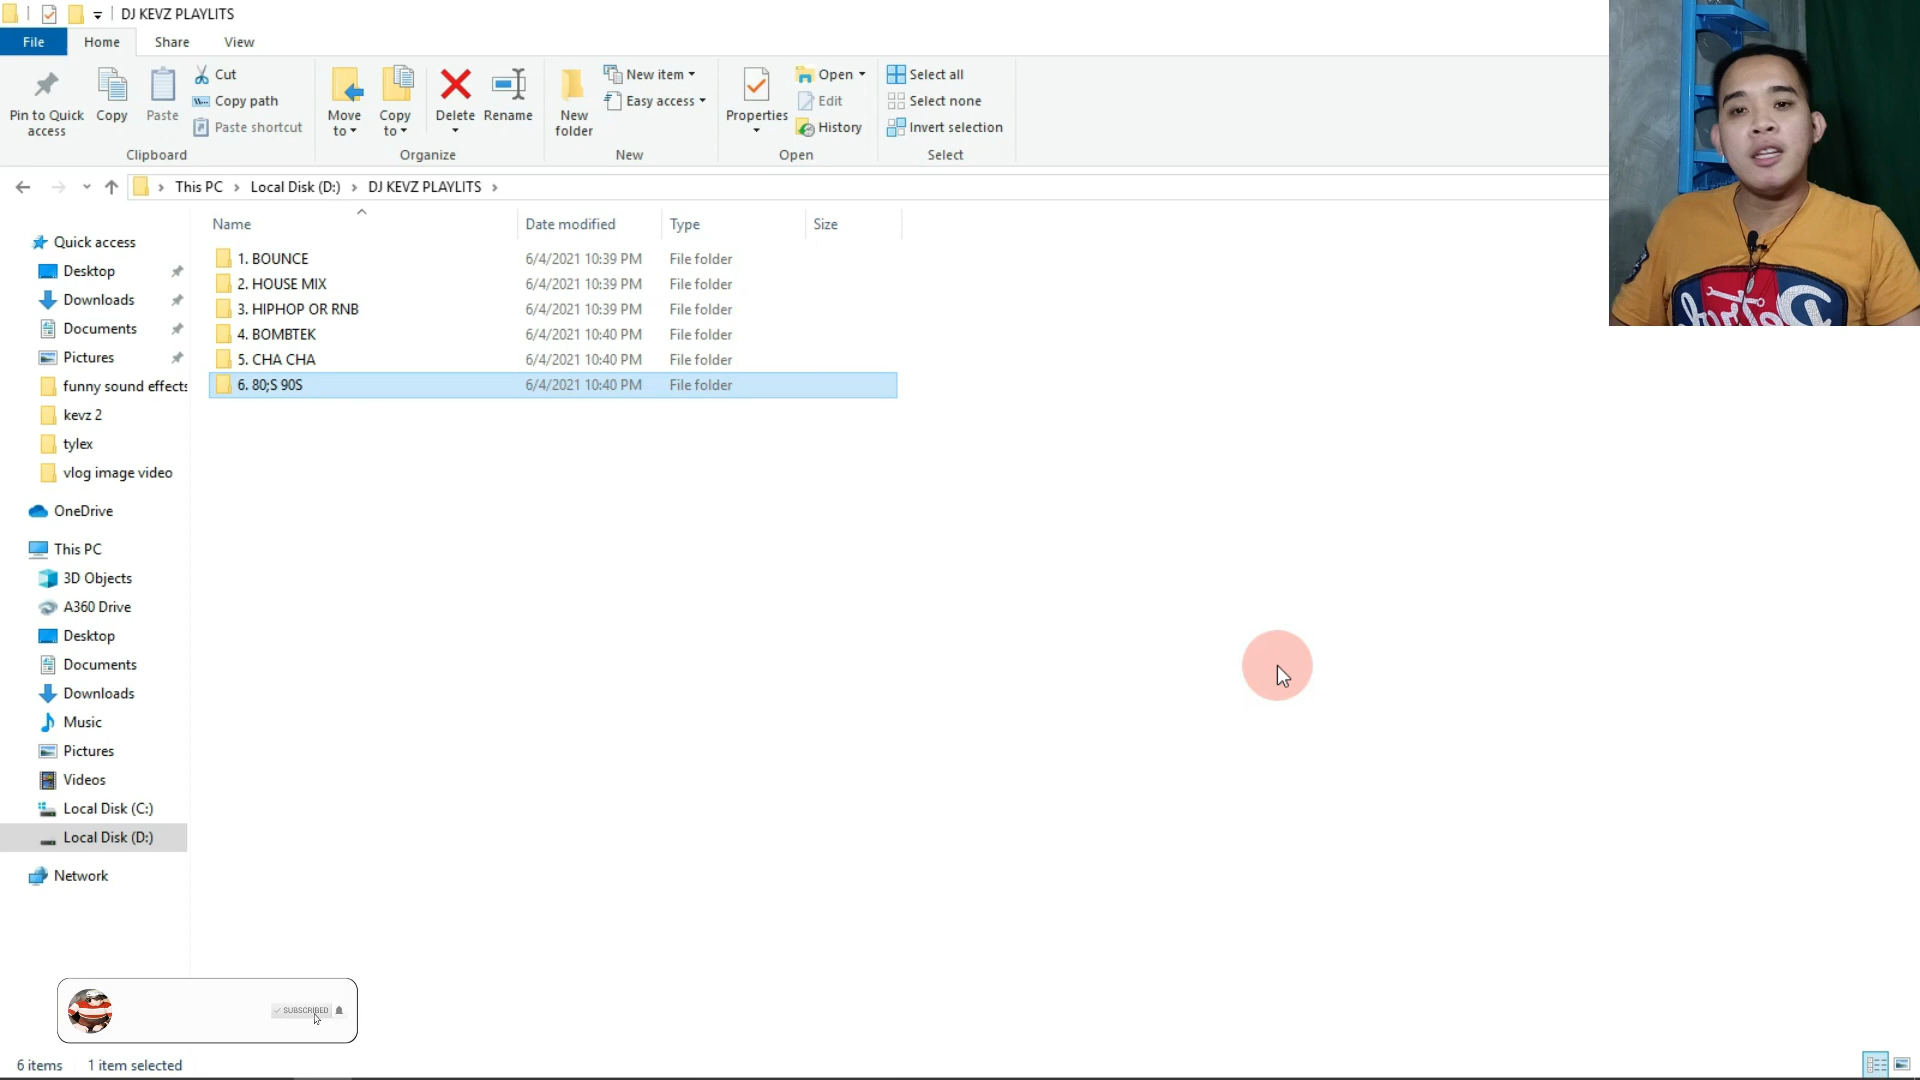 DJ KEVZ PLAYLITS
File
Home
Share
View
Pin to Quick access
Copy
Paste
Cut
Copy path
Paste shortcut
Clipboard
Move to
Copy to
Delete
Rename
Organize
New folder
New item
Easy access
New
Properties
Open
Edit
History
Open
Select all
Select none
Invert selection
Select
This PC > Local Disk (D:) > DJ KEVZ PLAYLITS >
Name
Date modified
Type
Size
1. BOUNCE 6/4/2021 10:39 PM File folder
2. HOUSE MIX 6/4/2021 10:39 PM File folder
3. HIPHOP OR RNB 6/4/2021 10:39 PM File folder
4. BOMBTEK 6/4/2021 10:40 PM File folder
5. CHA CHA 6/4/2021 10:40 PM File folder
6. 80;S 90S 6/4/2021 10:40 PM File folder
Quick access
Desktop
Downloads
Documents
Pictures
funny sound effects
kevz 2
tylex
vlog image video
OneDrive
This PC
3D Objects
A360 Drive
Desktop
Documents
Downloads
Music
Pictures
Videos
Local Disk (C:)
Local Disk (D:)
Network
SUBSCRIBED
6 items
1 item selected